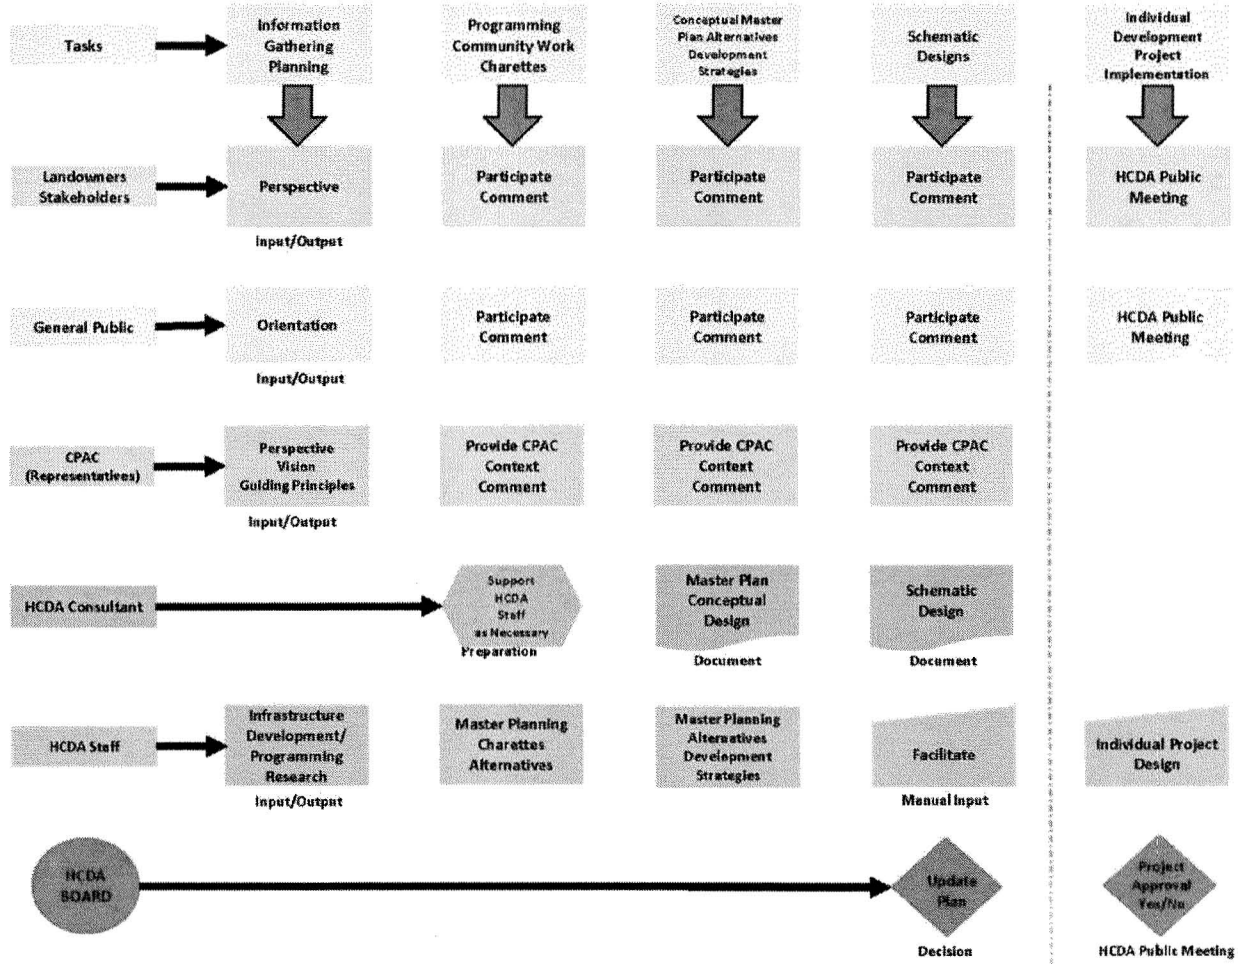 Tasks
Information
Gathering
Planning
Programming
Community Work
Charettes
Conceptual Master
Plan Alternatives
Development
Strategies
Schematic
Designs
Individual
Development
Project
Implementation
Landowners
Stakeholders
Perspective
Input/Output
Participate
Comment
Participate
Comment
Participate
Comment
HCDA Public
Meeting
General Public
Orientation
Input/Output
Participate
Comment
Participate
Comment
Participate
Comment
HCDA Public
Meeting
CPAC
(Representatives)
Perspective
Vision
Guiding Principles
Input/Output
Provide CPAC
Context
Comment
Provide CPAC
Context
Comment
Provide CPAC
Context
Comment
HCDA Consultant
Support
HCDA
Staff
as Necessary
Preparation
Master Plan
Conceptual
Design
Document
Schematic
Design
Document
HCDA Staff
Infrastructure
Development/
Programming
Research
Input/Output
Master Planning
Charettes
Alternatives
Master Planning
Alternatives
Development
Strategies
Facilitate
Manual Input
Individual Project
Design
HCDA
BOARD
Update
Plan
Decision
Project
Approval
Yes/No
HCDA Public Meeting